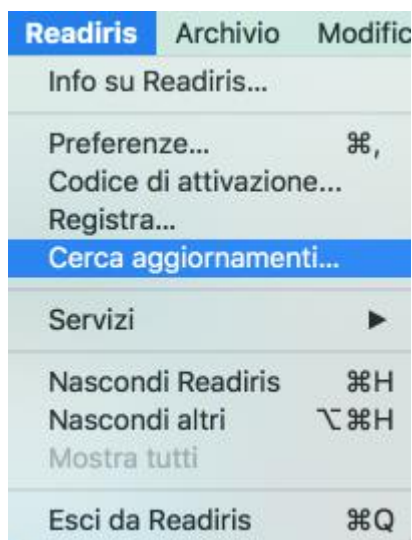 Readiris Archivio Modific
Info su Readiris...
Preferenze... ⌘,
Codice di attivazione...
Registra...
Cerca aggiornamenti...
Servizi ▶
Nascondi Readiris ⌘H
Nascondi altri ⌥⌘H
Mostra tutti
Esci da Readiris ⌘Q